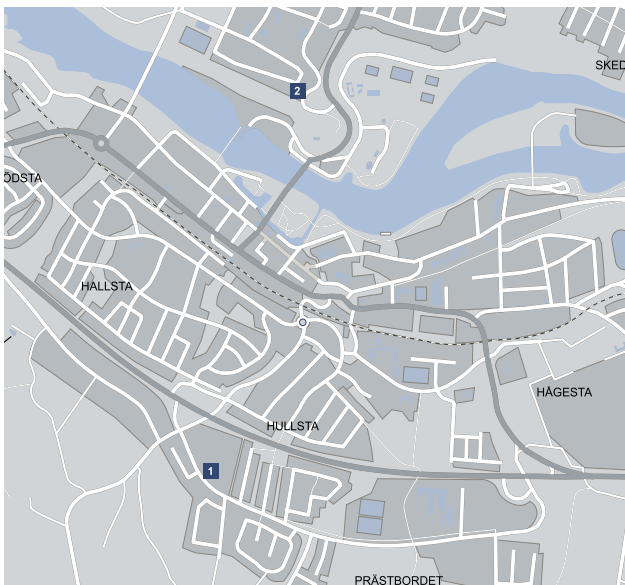 SKED
2
ÖDSTA
HALLSTA
HÅGESTA
HULLSTA
1
PRÄSTBORDET